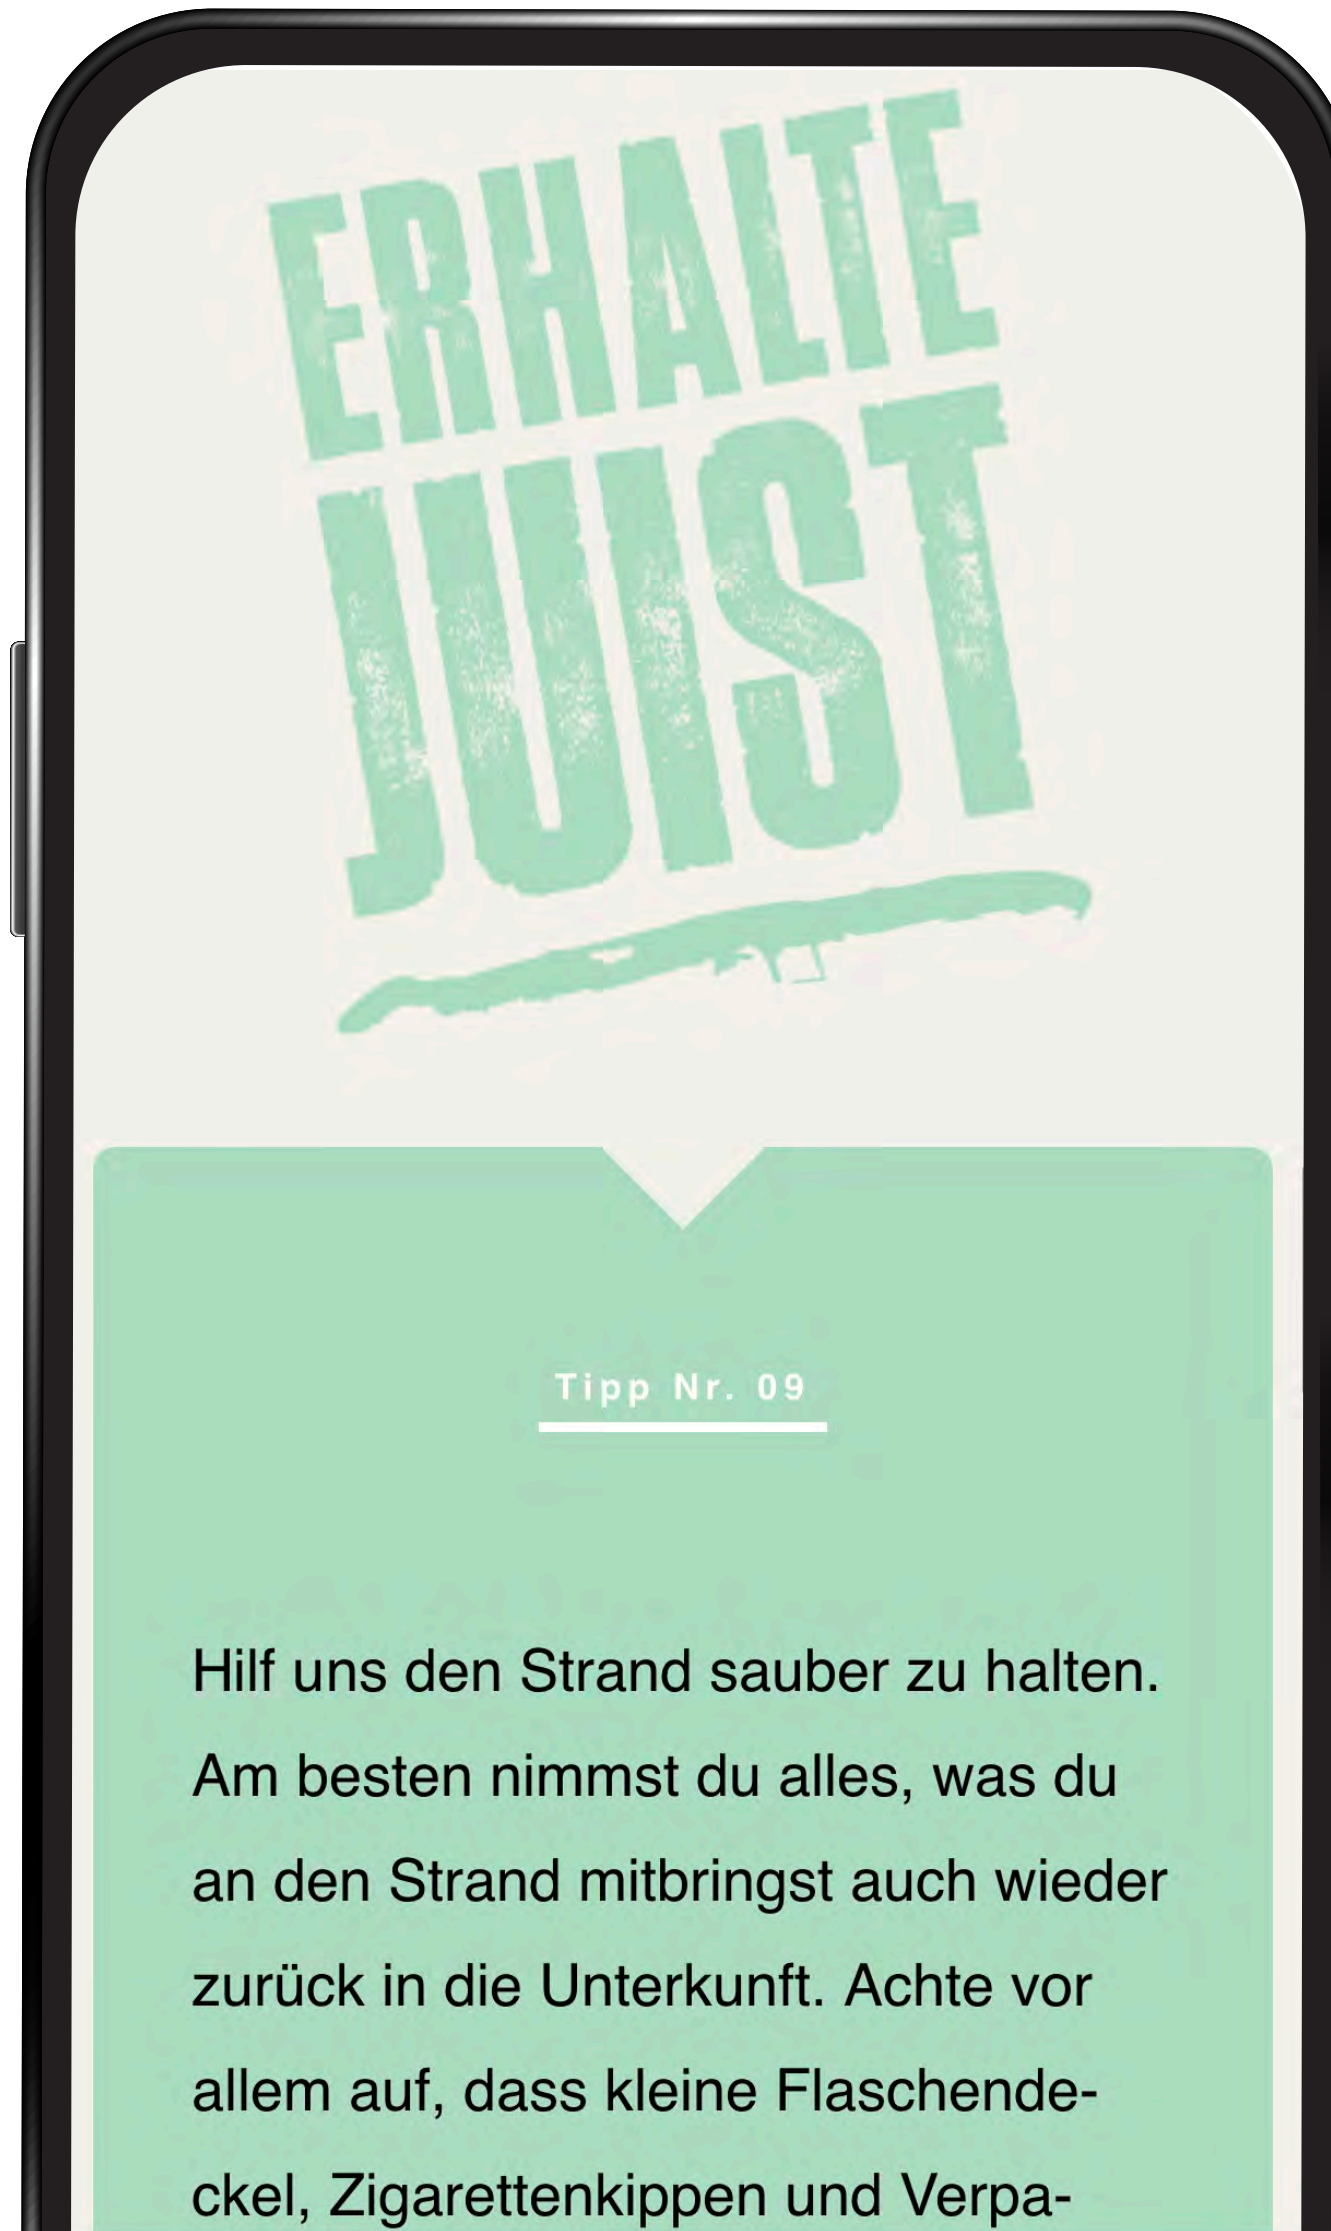 ERHALTE
JUIST
Tipp Nr. 09
Hilf uns den Strand sauber zu halten.
Am besten nimmst du alles, was du
an den Strand mitbringst auch wieder
zurück in die Unterkunft. Achte vor
allem auf, dass kleine Flaschende-
ckel, Zigarettenkippen und Verpa-